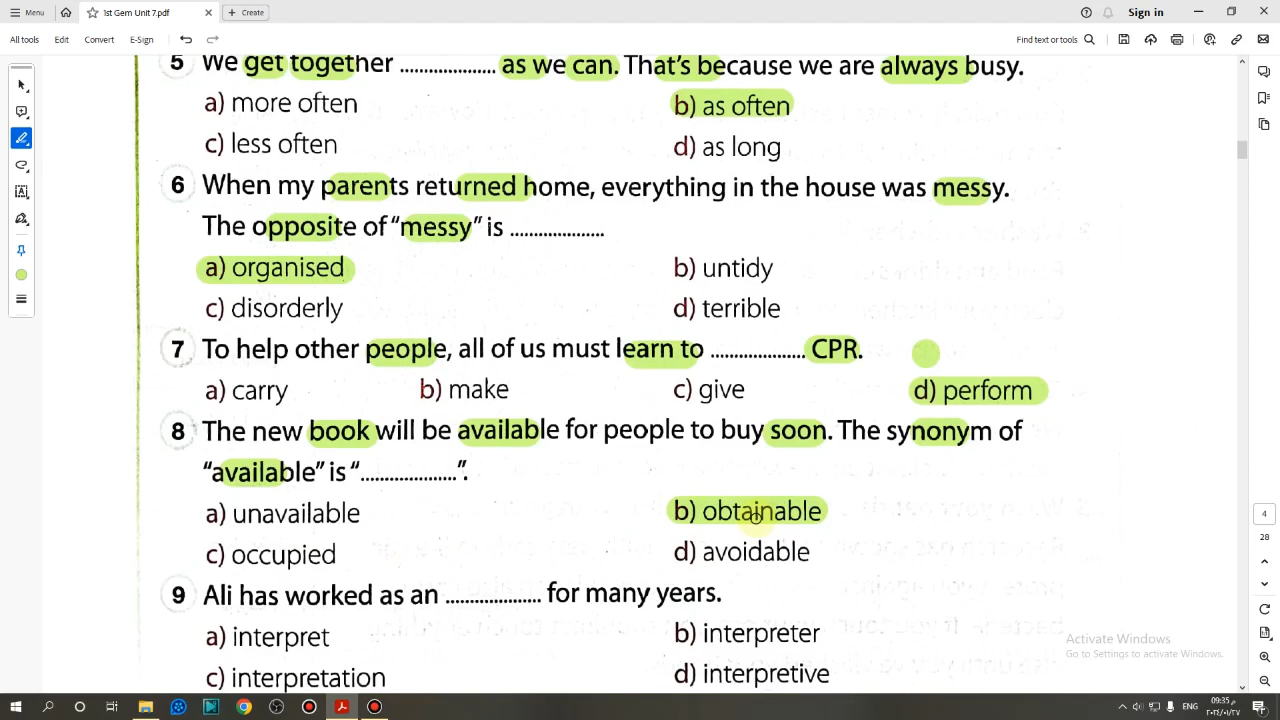 Menu
1st Gem Unit 7.pdf
Create
Sign in
All tools
Edit
Convert
E-Sign
Find text or tools
5 We get together .................... as we can. That's because we are always busy.
a) more often
b) as often
c) less often
d) as long
6 When my parents returned home, everything in the house was messy.
The opposite of “messy” is ....................
a) organised
b) untidy
c) disorderly
d) terrible
7 To help other people, all of us must learn to .................... CPR.
a) carry
b) make
c) give
d) perform
8 The new book will be available for people to buy soon. The synonym of
“available” is “....................”.
a) unavailable
b) obtainable
c) occupied
d) avoidable
9 Ali has worked as an .................... for many years.
a) interpret
b) interpreter
c) interpretation
d) interpretive
4
28
Activate Windows
Go to Settings to activate Windows.
ENG
09:35